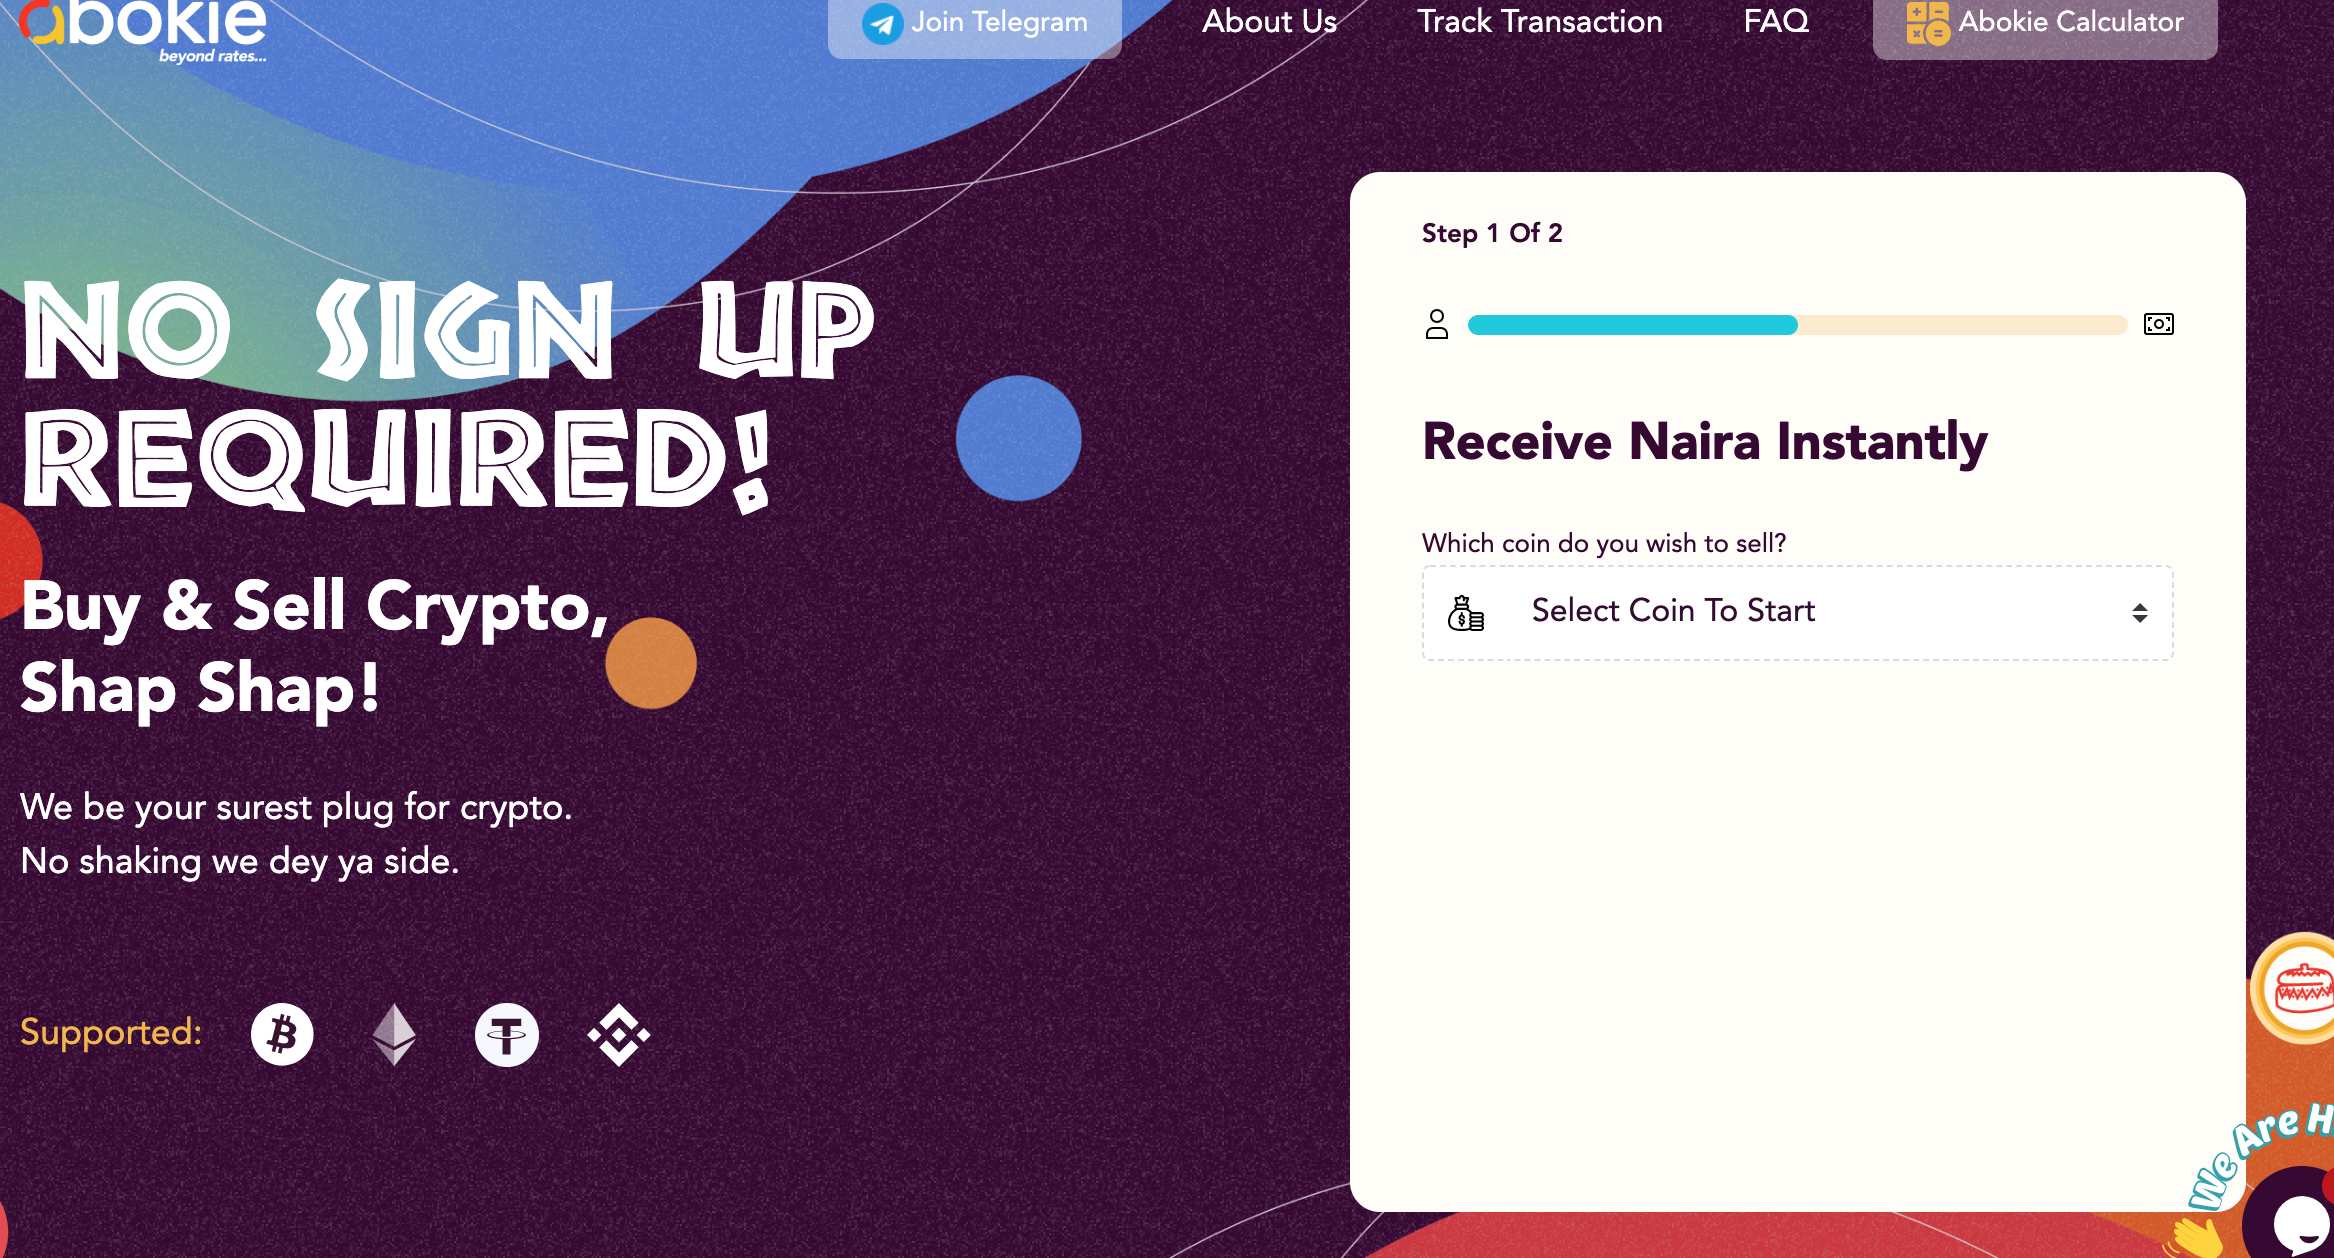 abokie
beyond rates...
Join Telegram
About Us
Track Transaction
FAQ
Abokie Calculator
NO SIGN UP
REQUIRED!
Buy & Sell Crypto,
Shap Shap!
We be your surest plug for crypto.
No shaking we dey ya side.
Supported:
Step 1 Of 2
Receive Naira Instantly
Which coin do you wish to sell?
Select Coin To Start
We Are